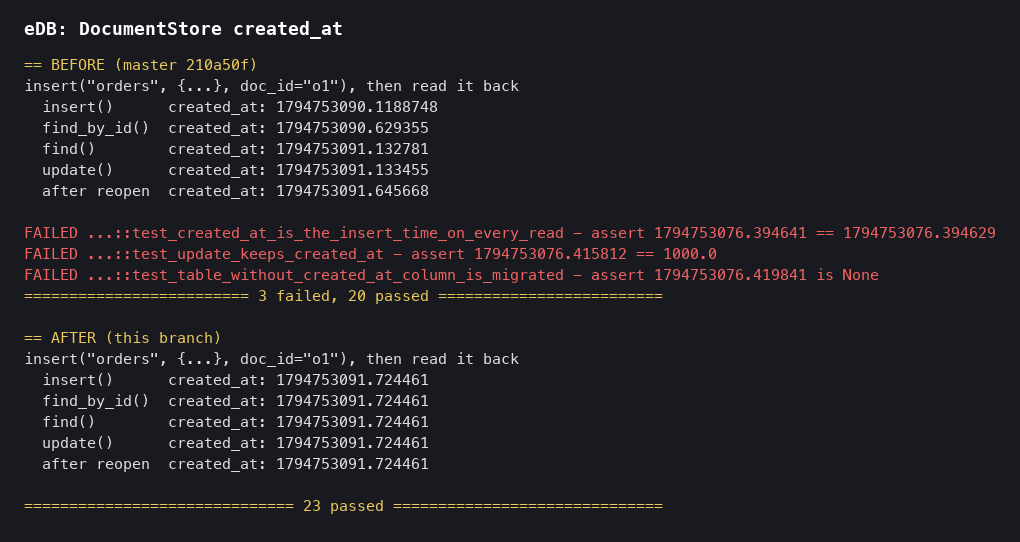 eDB: DocumentStore created_at
== BEFORE (master 210a50f)
insert("orders", {...}, doc_id="o1"), then read it back
  insert()      created_at: 1794753090.1188748
  find_by_id()  created_at: 1794753090.629355
  find()        created_at: 1794753091.132781
  update()      created_at: 1794753091.133455
  after reopen  created_at: 1794753091.645668
FAILED ...::test_created_at_is_the_insert_time_on_every_read – assert 1794753076.394641 == 1794753076.394629
FAILED ...::test_update_keeps_created_at – assert 1794753076.415812 == 1000.0
FAILED ...::test_table_without_created_at_column_is_migrated – assert 1794753076.419841 is None
========================= 3 failed, 20 passed =========================
== AFTER (this branch)
insert("orders", {...}, doc_id="o1"), then read it back
  insert()      created_at: 1794753091.724461
  find_by_id()  created_at: 1794753091.724461
  find()        created_at: 1794753091.724461
  update()      created_at: 1794753091.724461
  after reopen  created_at: 1794753091.724461
============================== 23 passed ==============================